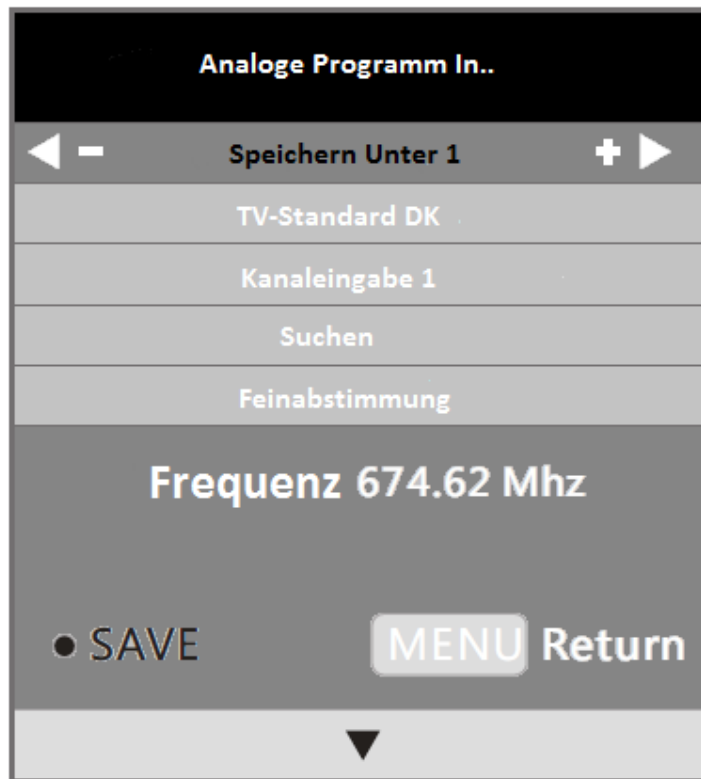 Analoge Programm In..
Speichern Unter 1
TV-Standard DK
Kanaleingabe 1
Suchen
Feinabstimmung
Frequenz 674.62 Mhz
SAVE MENU Return